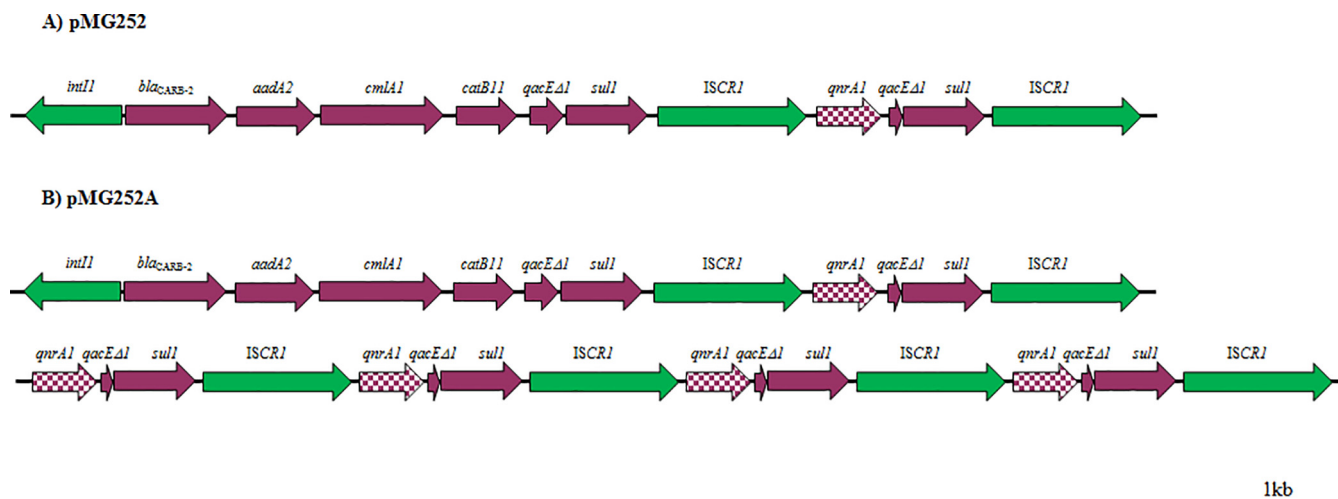 A) pMG252
intI1 blaCARB-2 aadA2 cmlA1 catB11 qacEΔ1 sul1 ISCR1 qnrA1 qacEΔ1 sul1 ISCR1
B) pMG252A
intI1 blaCARB-2 aadA2 cmlA1 catB11 qacEΔ1 sul1 ISCR1 qnrA1 qacEΔ1 sul1 ISCR1
qnrA1 qacEΔ1 sul1 ISCR1 qnrA1 qacEΔ1 sul1 ISCR1 qnrA1 qacEΔ1 sul1 ISCR1 qnrA1 qacEΔ1 sul1 ISCR1
1kb